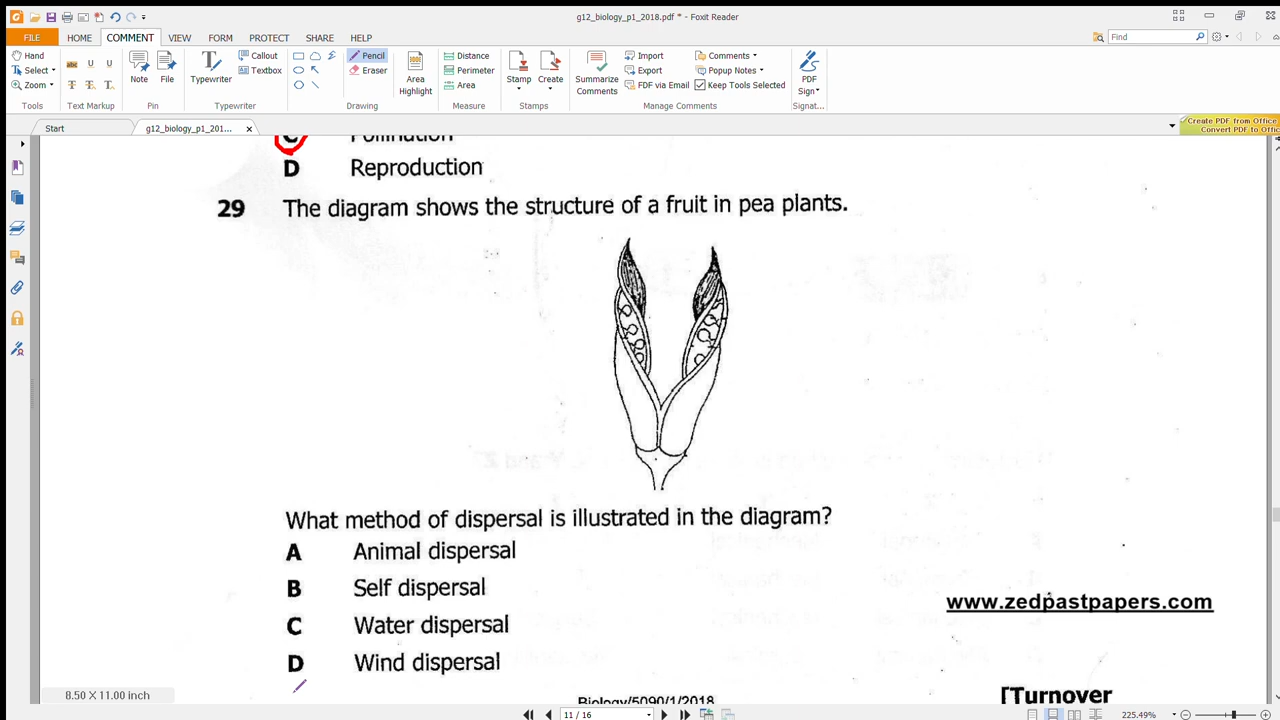 g12_biology_p1_2018.pdf * - Foxit Reader
FILE HOME COMMENT VIEW FORM PROTECT SHARE HELP
Find
Hand
Select
Zoom
Tools
Text Markup
Note
File
Pin
Typewriter
Callout
Textbox
Typewriter
Pencil
Eraser
Drawing
Area
Highlight
Distance
Perimeter
Area
Measure
Stamp
Create
Stamps
Summarize
Comments
Import
Export
FDF via Email
Comments
Popup Notes
Keep Tools Selected
Manage Comments
PDF
Sign
Signat...
Start
g12_biology_p1_201...
Create PDF from Office
Convert PDF to Offi
C Pollination
D Reproduction
29 The diagram shows the structure of a fruit in pea plants.
What method of dispersal is illustrated in the diagram?
A Animal dispersal
B Self dispersal
C Water dispersal
D Wind dispersal
www.zedpastpapers.com
Biology/5090/1/2018
[Turnover
8.50 X 11.00 inch
11 / 16
225.49%